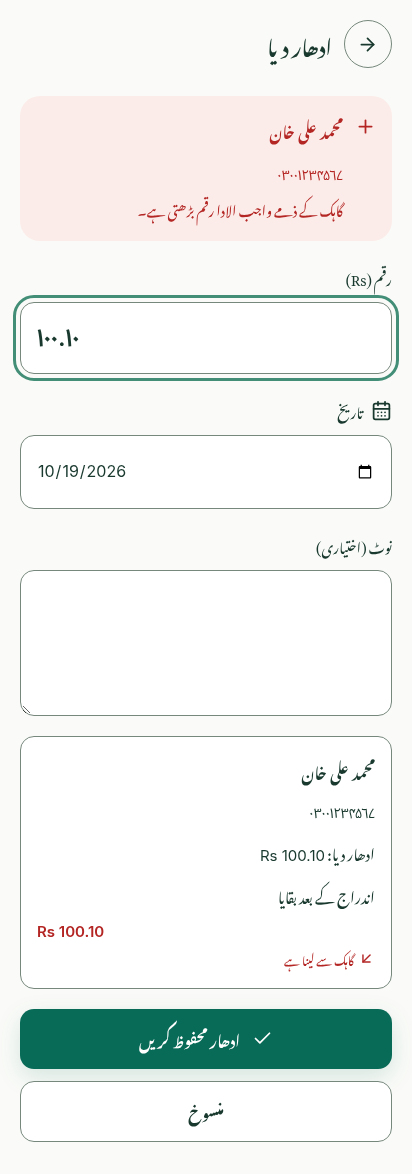 ادھار دیا
محمد علی خان
۰۳۰۰۱۲۳۴۵۶۷
گاہک کے ذمے واجب الادا رقم بڑھتی ہے۔
رقم (Rs)
۱۰۰.۱۰
تاریخ
10/19/2026
نوٹ (اختیاری)
محمد علی خان
۰۳۰۰۱۲۳۴۵۶۷
ادھار دیا: Rs 100.10
اندراج کے بعد بقایا
Rs 100.10
گاہک سے لینا ہے
ادھار محفوظ کریں
منسوخ